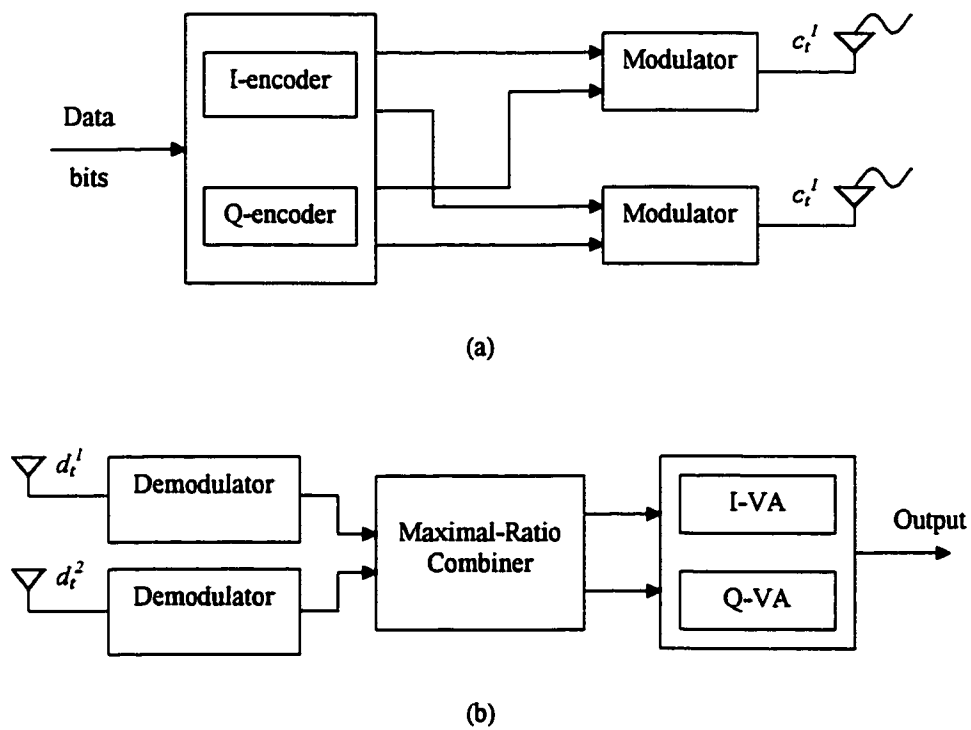 I-encoder
Q-encoder
Data
bits
Modulator
c_t^1
Modulator
c_t^1
(a)
d_t^1
Demodulator
d_t^2
Demodulator
Maximal-Ratio
Combiner
I-VA
Q-VA
Output
(b)